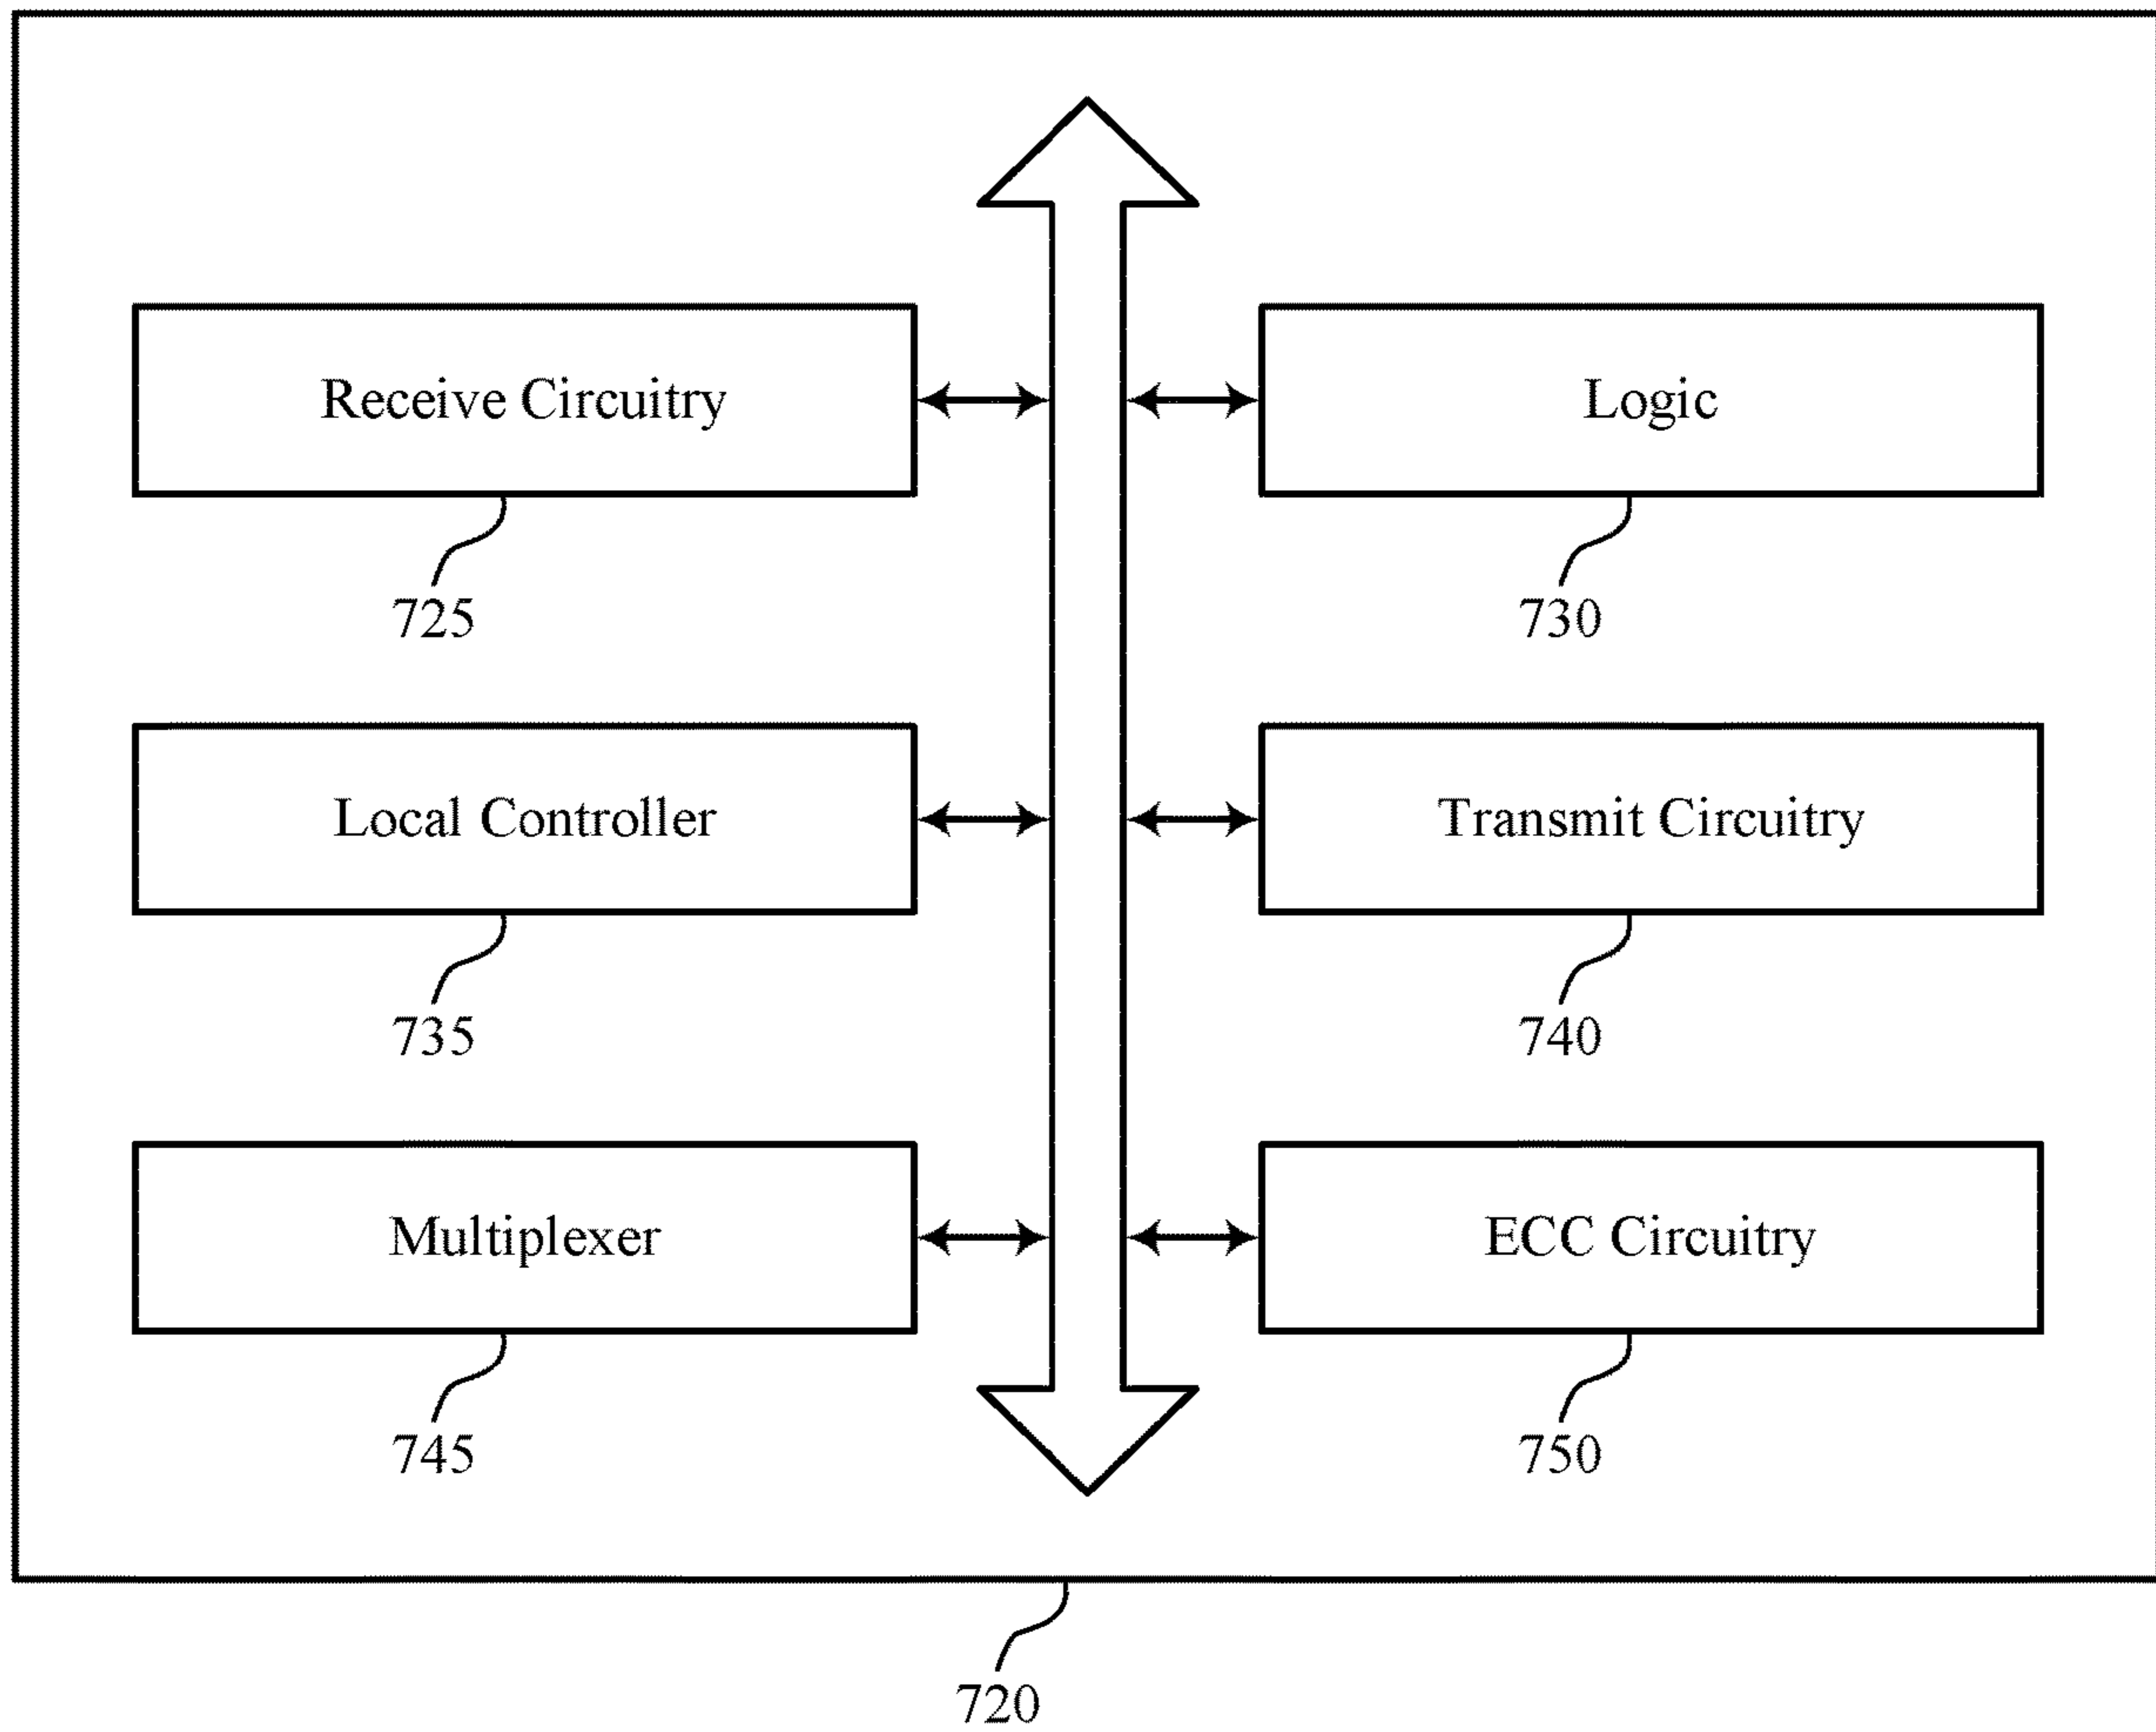 Receive Circuitry
Logic
725
730
Local Controller
Transmit Circuitry
735
740
Multiplexer
ECC Circuitry
745
750
720